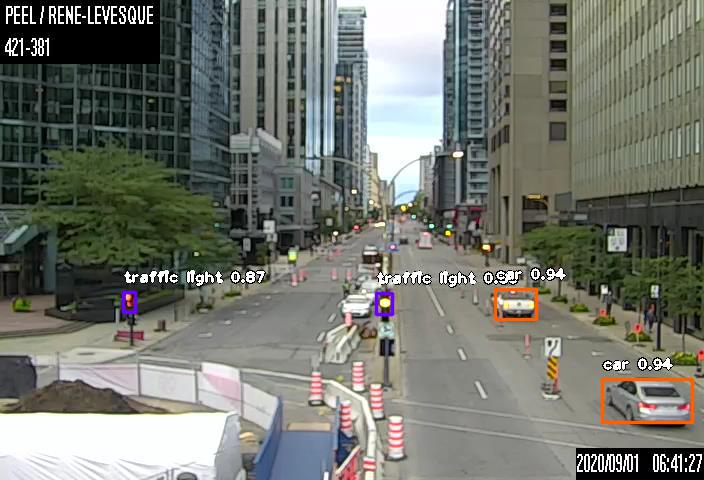 PEEL / RENE-LEVESQUE
421-381
traffic light 0.87
traffic light 0.9
car 0.94
car 0.94
2020/09/01 06:41:27